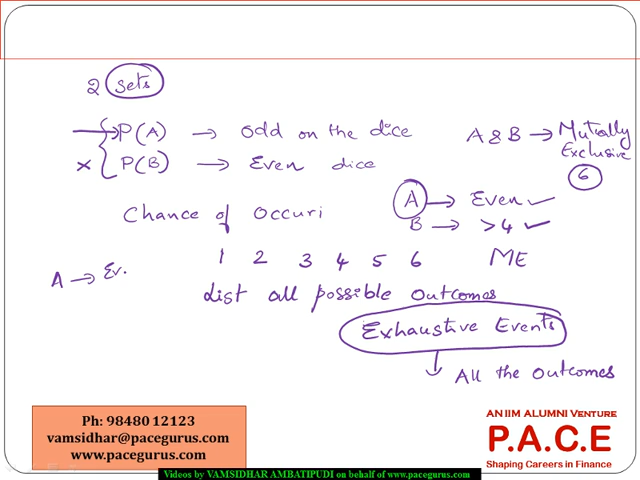 2 Sets
P(A) → Odd on the dice
A & B → Mutually
Exclusive
× P(B) → Even dice
6
A → Even ✓
B → >4 ✓
Chance of Occuri
1 2 3 4 5 6 ME
A → Ev.
List all possible Outcomes
Exhaustive Events
All the Outcomes
Ph: 98480 12123
vamsidhar@pacegurus.com
www.pacegurus.com
AN IIM ALUMNI VENTURE
P.A.C.E
Shaping Careers in Finance
Videos by VAMSIDHAR AMBATIPUDI on behalf of www.pacegurus.com